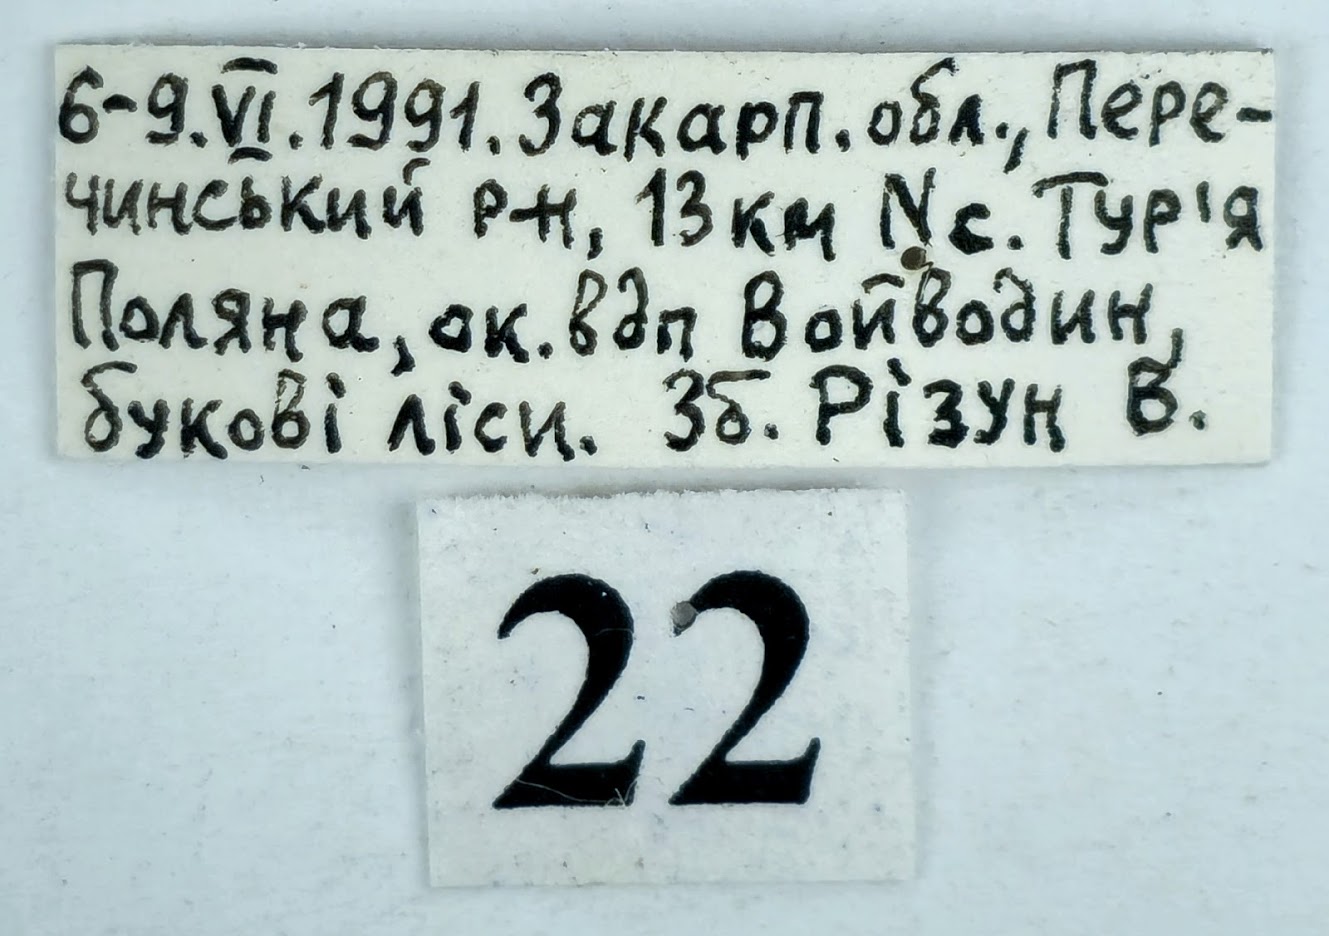 6-9.VI.1991. Закарп. обл., Пере-
чинський р-н, 13 км N с. Тур'я
Поляна, ок. вдп Войводин,
букові ліси. Зб. Різун В.
22